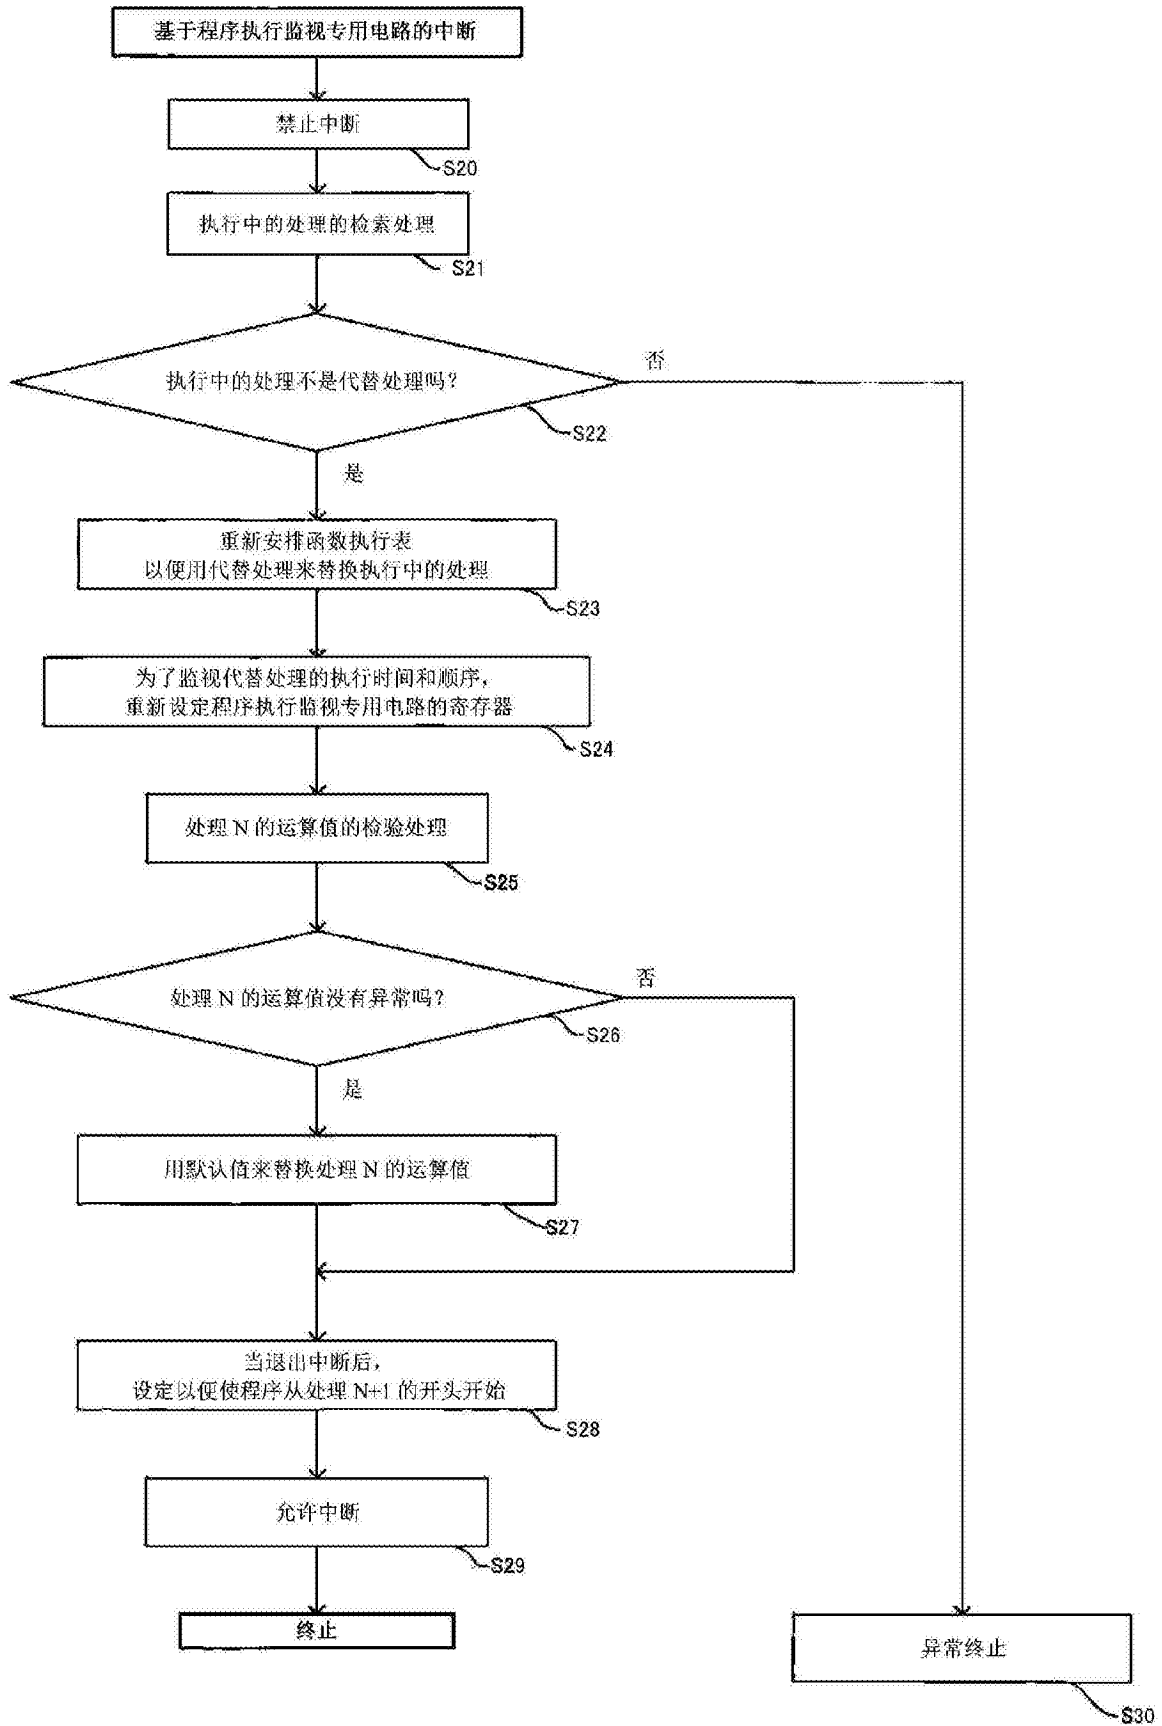 基于程序执行监视专用电路的中断
禁止中断
S20
执行中的处理的检索处理
S21
执行中的处理不是代替处理吗？
否
S22
是
重新安排函数执行表
以便用代替处理来替换执行中的处理
S23
为了监视代替处理的执行时间和顺序，
重新设定程序执行监视专用电路的寄存器
S24
处理 N 的运算值的检验处理
S25
处理 N 的运算值没有异常吗？
否
S26
是
用默认值来替换处理 N 的运算值
S27
当退出中断后，
设定以便使程序从处理 N+1 的开头开始
S28
允许中断
S29
终止
异常终止
S30